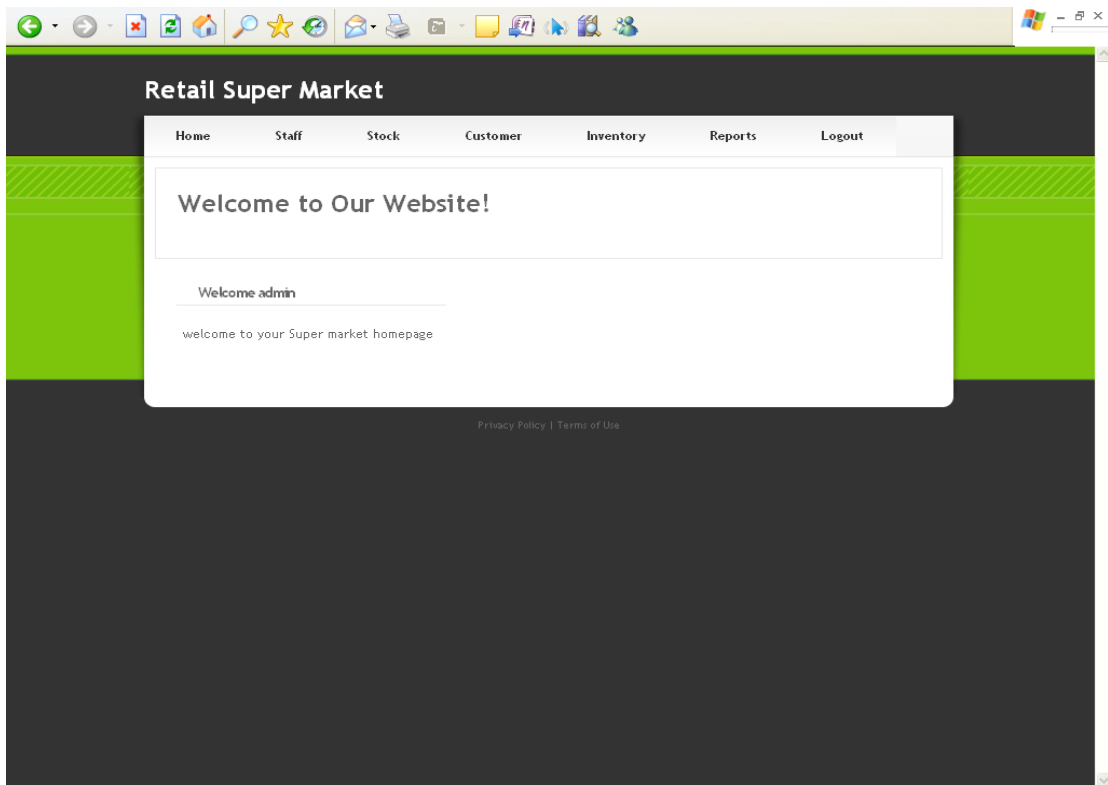 Retail Super Market
Home Staff Stock Customer Inventory Reports Logout
Welcome to Our Website!
Welcome admin
welcome to your Super market homepage
Privacy Policy | Terms of Use